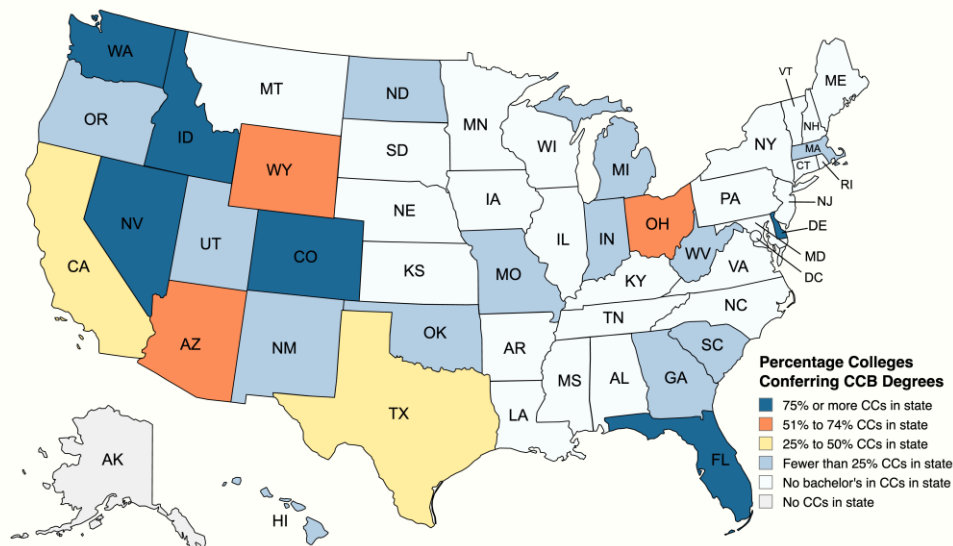 WA
MT
ND
MN
VT
ME
OR
ID
SD
WI
NH
NY
MA
WY
MI
CT
RI
NE
IA
PA
NJ
NV
UT
CO
IL
IN
OH
DE
CA
KS
MO
WV
VA
MD
KY
DC
AZ
NM
OK
TN
NC
AR
SC
TX
MS
AL
GA
LA
FL
AK
HI
Percentage Colleges
Conferring CCB Degrees
75% or more CCs in state
51% to 74% CCs in state
25% to 50% CCs in state
Fewer than 25% CCs in state
No bachelor's in CCs in state
No CCs in state